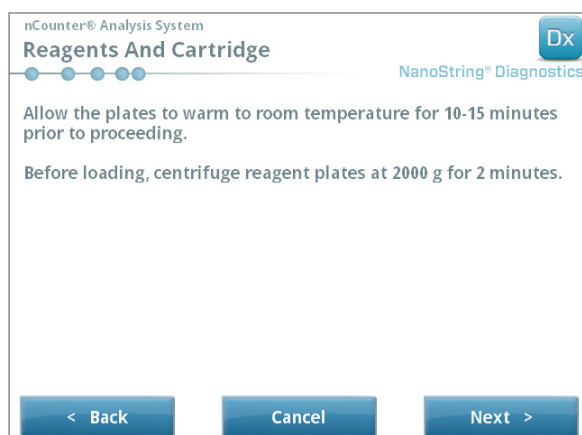 nCounter® Analysis System
Reagents And Cartridge
Dx
NanoString® Diagnostics
Allow the plates to warm to room temperature for 10-15 minutes
prior to proceeding.
Before loading, centrifuge reagent plates at 2000 g for 2 minutes.
< Back
Cancel
Next >